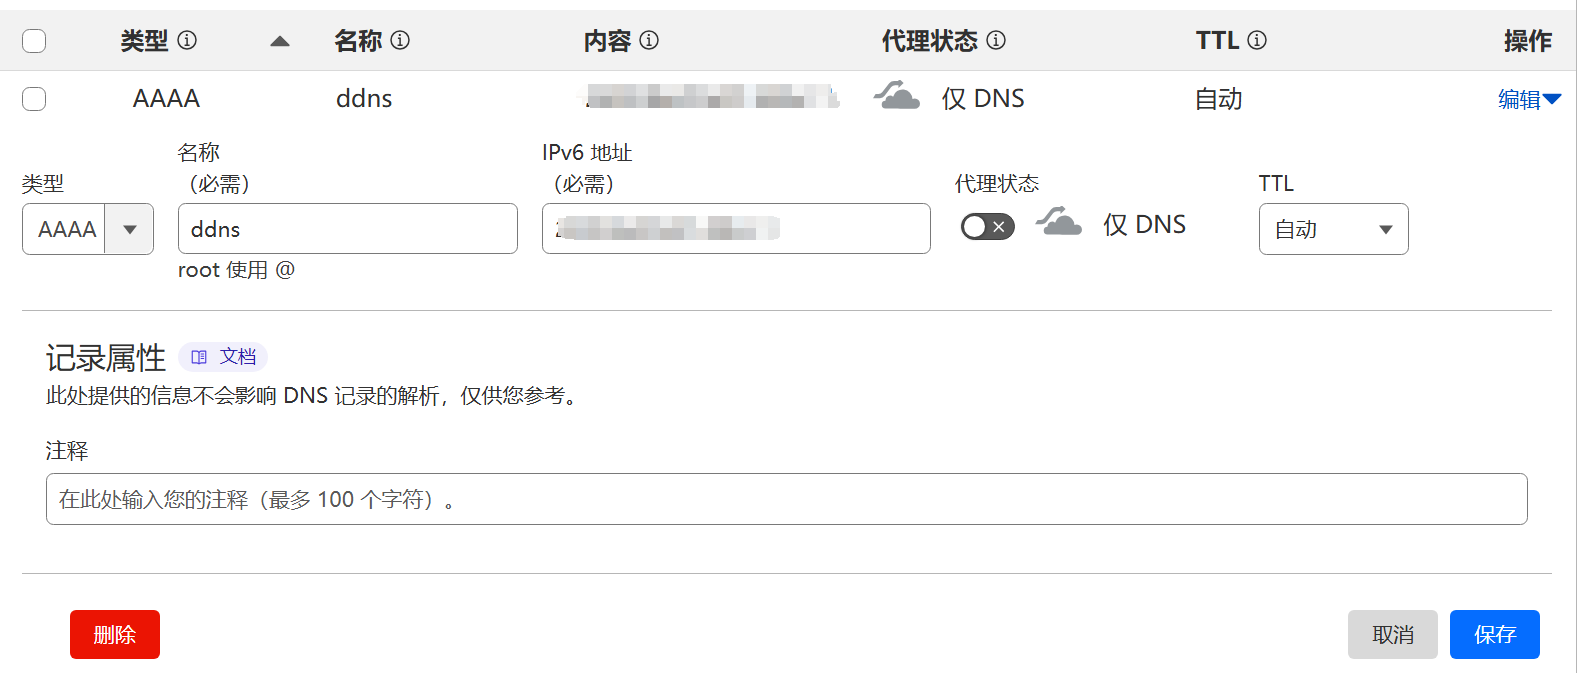 类型 名称 内容 代理状态 TTL 操作
AAAA ddns 仅 DNS 自动 编辑
类型 名称（必需） IPv6 地址（必需） 代理状态 TTL
AAAA ddns 仅 DNS 自动
root 使用 @
记录属性 文档
此处提供的信息不会影响 DNS 记录的解析，仅供您参考。
注释
在此处输入您的注释（最多 100 个字符）。
删除 取消 保存